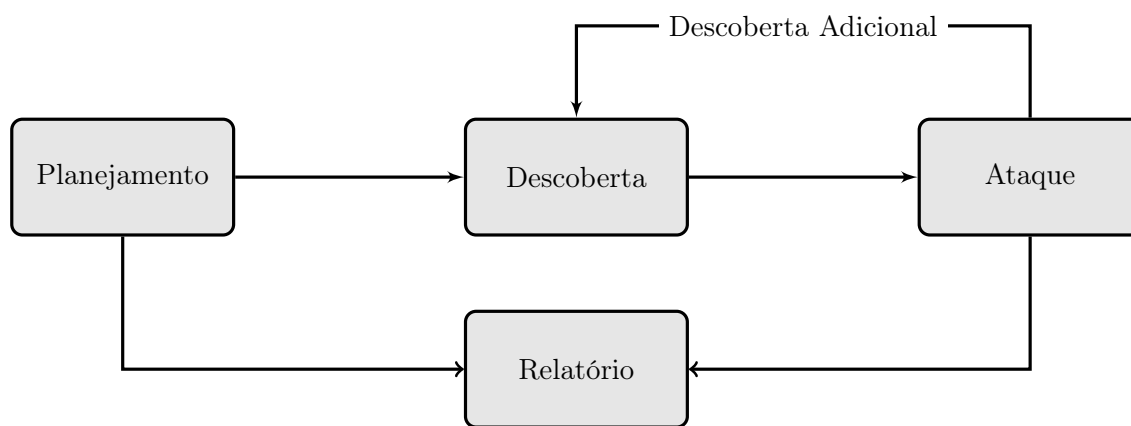 Descoberta Adicional
Planejamento
Descoberta
Ataque
Relatório